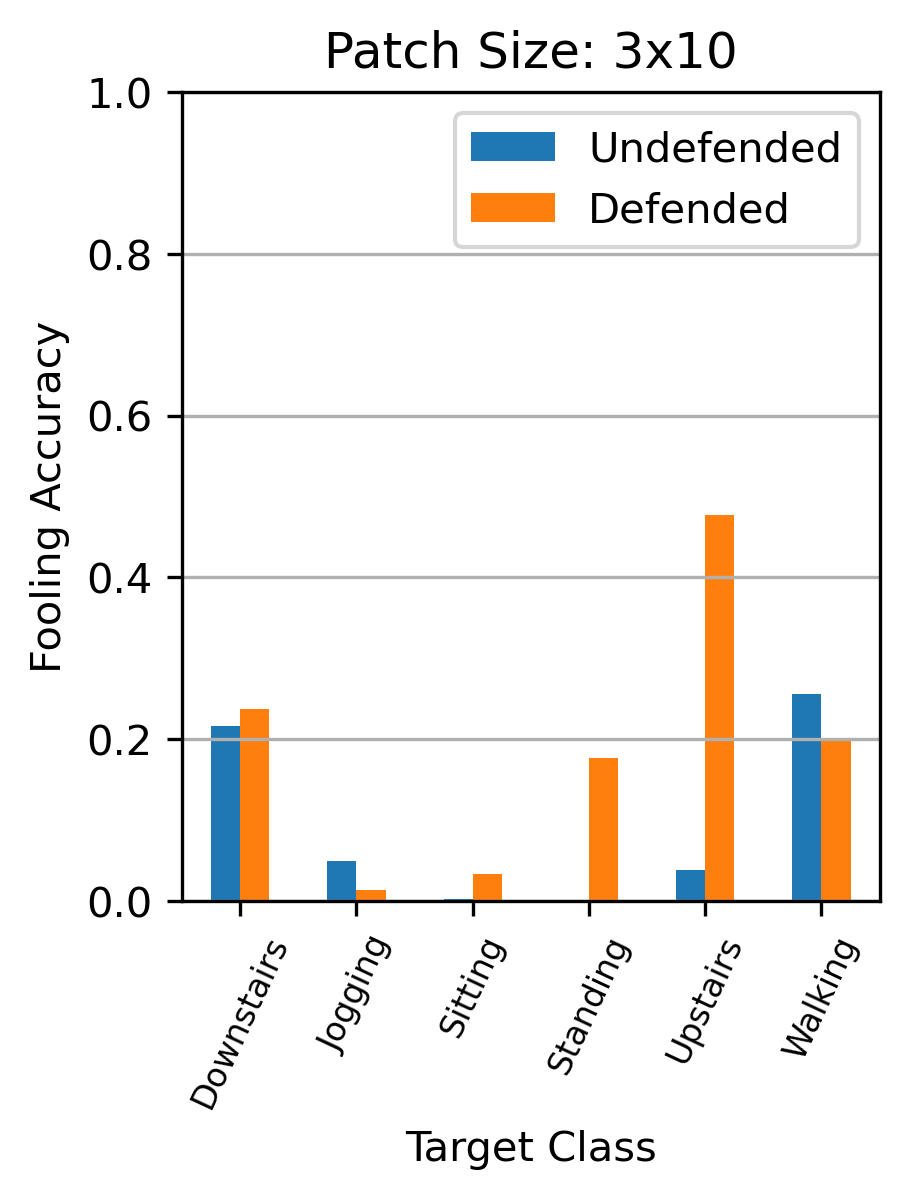 Patch Size: 3x10
1.0
0.8
0.6
0.4
0.2
0.0
Fooling Accuracy
Undefended
Defended
Downstairs
Jogging
Sitting
Standing
Upstairs
Walking
Target Class